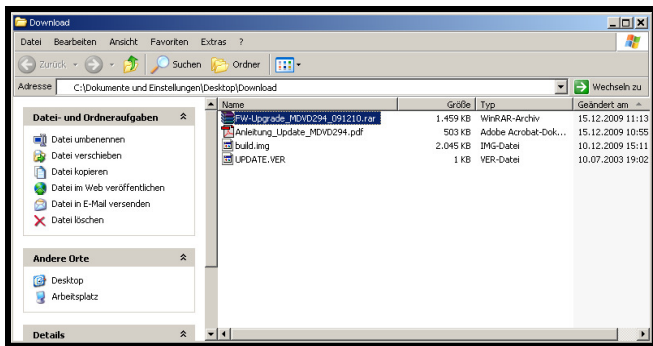 Download
Datei Bearbeiten Ansicht Favoriten Extras ?
Zurück Suchen Ordner
Adresse C:\Dokumente und Einstellungen\Desktop\Download Wechseln zu
Datei- und Ordneraufgaben
Datei umbenennen
Datei verschieben
Datei kopieren
Datei im Web veröffentlichen
Datei in E-Mail versenden
Datei löschen
Andere Orte
Desktop
Arbeitsplatz
Details
Name Größe Typ Geändert am
FW-Upgrade_MDVD294_091210.rar 1.459 KB WinRAR-Archiv 15.12.2009 11:13
Anleitung_Update_MDVD294.pdf 503 KB Adobe Acrobat-Dok... 15.12.2009 10:55
build.img 2.045 KB IMG-Datei 10.12.2009 15:11
UPDATE.VER 1 KB VER-Datei 10.07.2003 19:02